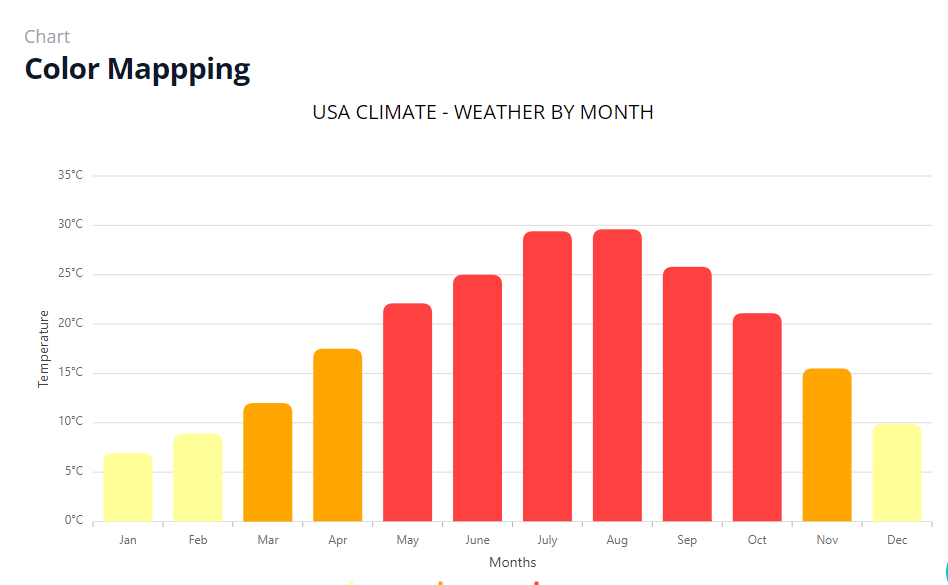 Chart
Color Mappping
USA CLIMATE - WEATHER BY MONTH
35°C
30°C
25°C
20°C
15°C
10°C
5°C
0°C
Temperature
Jan Feb Mar Apr May June July Aug Sep Oct Nov Dec
Months